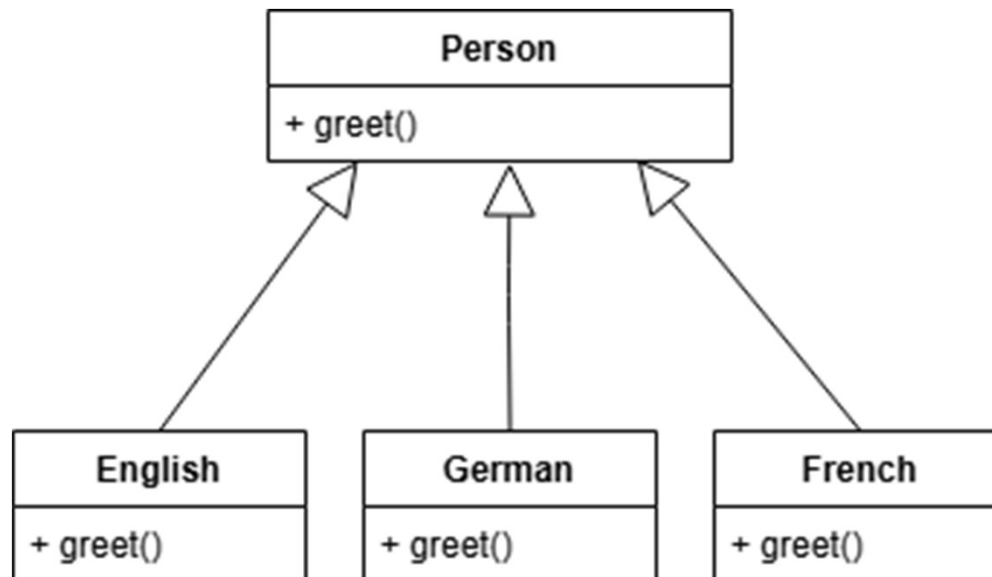 Person
+ greet()
English
+ greet()
German
+ greet()
French
+ greet()